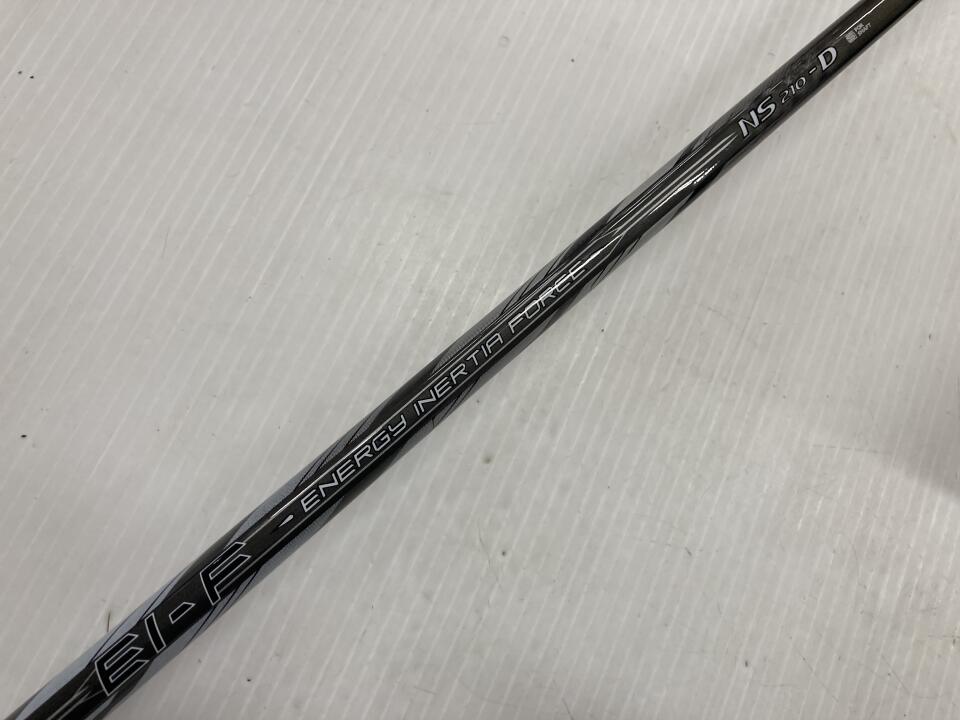 EI-F
ENERGY INERTIA FORCE
NS 210-D